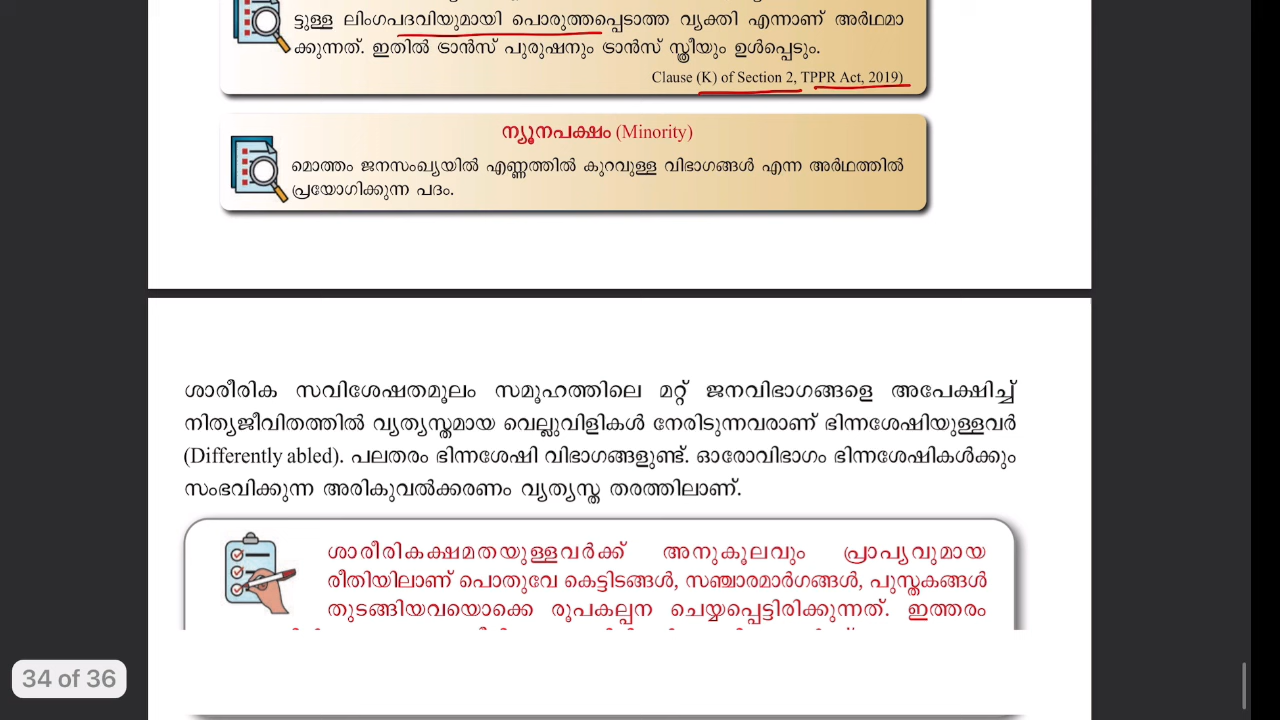 ട്ടുള്ള ലിംഗപദവിയുമായി പൊരുത്തപ്പെടാത്ത വ്യക്തി എന്നാണ് അർഥമാ
ക്കുന്നത്. ഇതിൽ ട്രാൻസ് പുരുഷനും ട്രാൻസ് സ്ത്രീയും ഉൾപ്പെടും.
Clause (K) of Section 2, TPPR Act, 2019)
ന്യൂനപക്ഷം (Minority)
മൊത്തം ജനസംഖ്യയിൽ എണ്ണത്തിൽ കുറവുള്ള വിഭാഗങ്ങൾ എന്ന അർഥത്തിൽ
പ്രയോഗിക്കുന്ന പദം.
ശാരീരിക സവിശേഷതമൂലം സമൂഹത്തിലെ മറ്റ് ജനവിഭാഗങ്ങളെ അപേക്ഷിച്ച്
നിത്യജീവിതത്തിൽ വ്യത്യസ്തമായ വെല്ലുവിളികൾ നേരിടുന്നവരാണ് ഭിന്നശേഷിയുള്ളവർ
(Differently abled). പലതരം ഭിന്നശേഷി വിഭാഗങ്ങളുണ്ട്. ഓരോവിഭാഗം ഭിന്നശേഷികൾക്കും
സംഭവിക്കുന്ന അരികുവൽക്കരണം വ്യത്യസ്ത തരത്തിലാണ്.
ശാരീരികക്ഷമതയുള്ളവർക്ക് അനുകൂലവും പ്രാപ്യവുമായ
രീതിയിലാണ് പൊതുവേ കെട്ടിടങ്ങൾ, സഞ്ചാരമാർഗങ്ങൾ, പുസ്തകങ്ങൾ
തുടങ്ങിയവയൊക്കെ രൂപകല്പന ചെയ്യപ്പെട്ടിരിക്കുന്നത്. ഇത്തരം
34 of 36